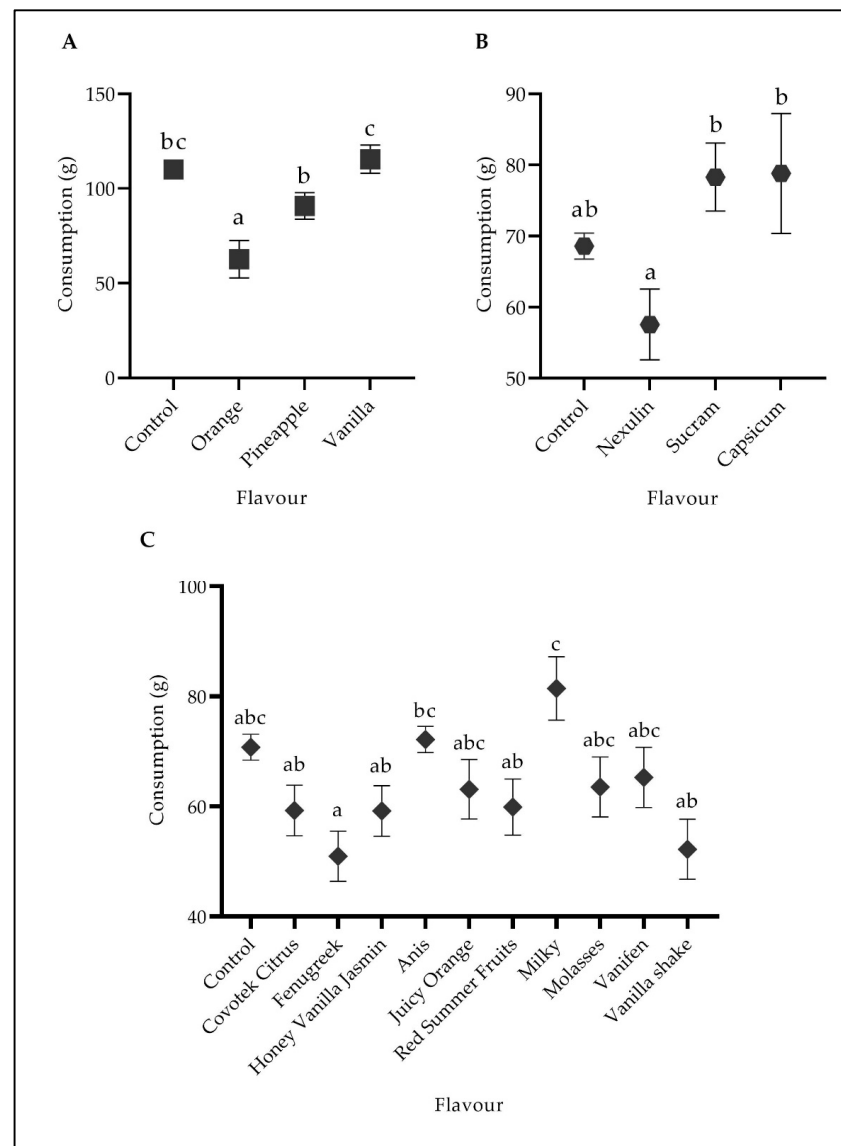 A
Consumption (g)
150
100
50
0
bc
a
b
c
Control
Orange
Pineapple
Vanilla
Flavour
B
Consumption (g)
90
80
70
60
50
ab
a
b
b
Control
Nexulin
Sucram
Capsicum
Flavour
C
Consumption (g)
100
80
60
40
abc
ab
a
ab
bc
abc
ab
c
abc
abc
ab
Control
Covotek Citrus
Fenugreek
Honey Vanilla Jasmin
Anis
Juicy Orange
Red Summer Fruits
Milky
Molasses
Vanifen
Vanilla shake
Flavour